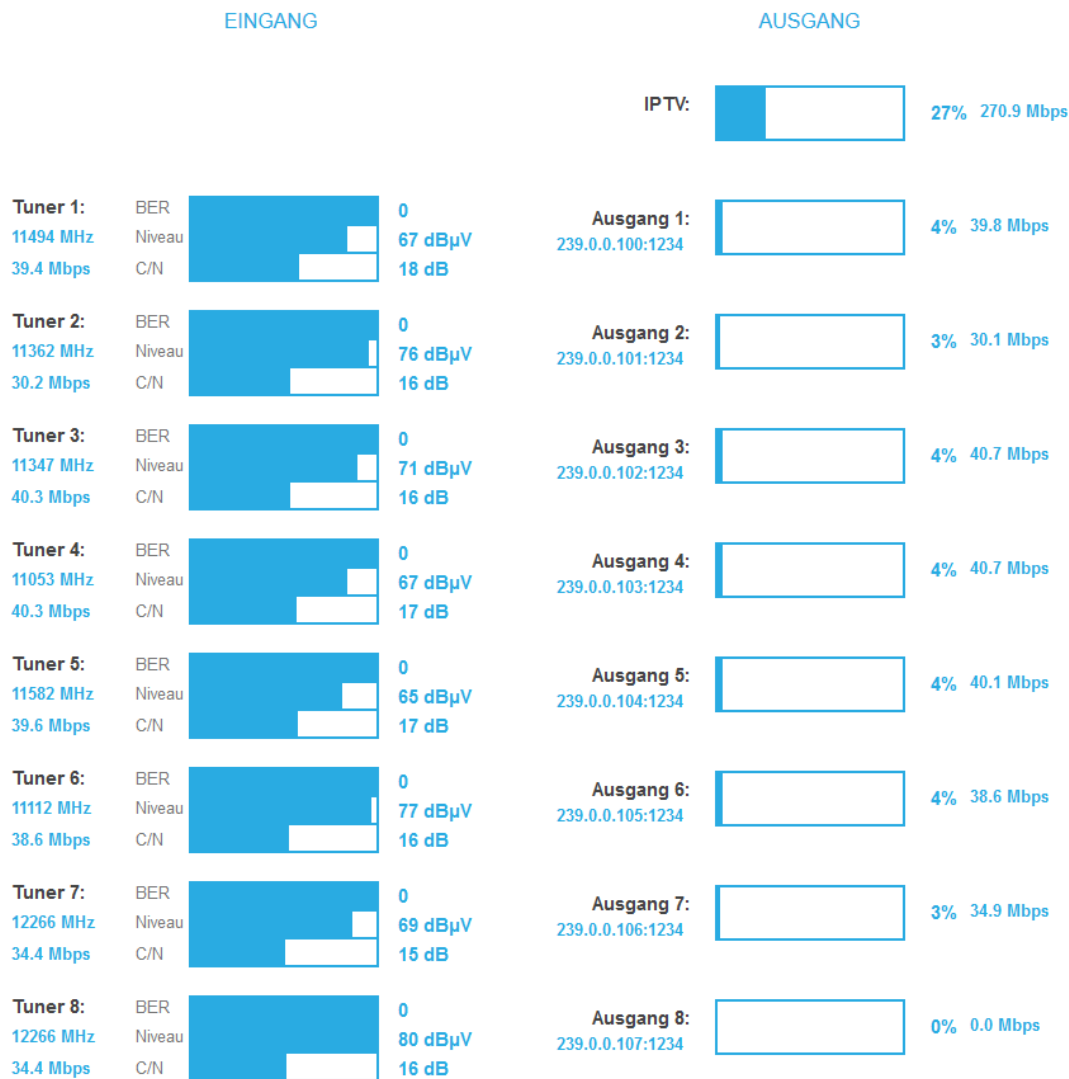 EINGANG
AUSGANG
IPTV:
27% 270.9 Mbps
Tuner 1: BER 0
11494 MHz Niveau 67 dBµV
39.4 Mbps C/N 18 dB
Ausgang 1:
239.0.0.100:1234
4% 39.8 Mbps
Tuner 2: BER 0
11362 MHz Niveau 76 dBµV
30.2 Mbps C/N 16 dB
Ausgang 2:
239.0.0.101:1234
3% 30.1 Mbps
Tuner 3: BER 0
11347 MHz Niveau 71 dBµV
40.3 Mbps C/N 16 dB
Ausgang 3:
239.0.0.102:1234
4% 40.7 Mbps
Tuner 4: BER 0
11053 MHz Niveau 67 dBµV
40.3 Mbps C/N 17 dB
Ausgang 4:
239.0.0.103:1234
4% 40.7 Mbps
Tuner 5: BER 0
11582 MHz Niveau 65 dBµV
39.6 Mbps C/N 17 dB
Ausgang 5:
239.0.0.104:1234
4% 40.1 Mbps
Tuner 6: BER 0
11112 MHz Niveau 77 dBµV
38.6 Mbps C/N 16 dB
Ausgang 6:
239.0.0.105:1234
4% 38.6 Mbps
Tuner 7: BER 0
12266 MHz Niveau 69 dBµV
34.4 Mbps C/N 15 dB
Ausgang 7:
239.0.0.106:1234
3% 34.9 Mbps
Tuner 8: BER 0
12266 MHz Niveau 80 dBµV
34.4 Mbps C/N 16 dB
Ausgang 8:
239.0.0.107:1234
0% 0.0 Mbps